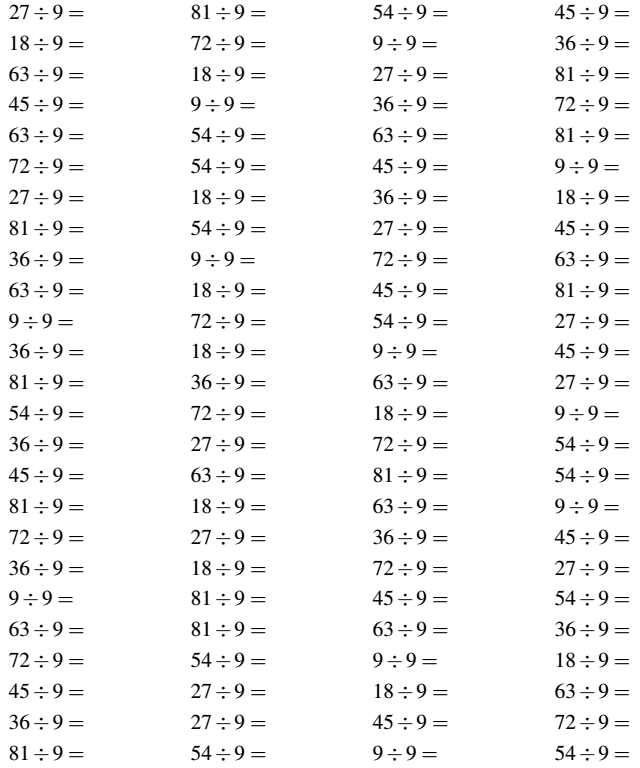 27÷9= 81÷9= 54÷9= 45÷9=
18÷9= 72÷9= 9÷9= 36÷9=
63÷9= 18÷9= 27÷9= 81÷9=
45÷9= 9÷9= 36÷9= 72÷9=
63÷9= 54÷9= 63÷9= 81÷9=
72÷9= 54÷9= 45÷9= 9÷9=
27÷9= 18÷9= 36÷9= 18÷9=
81÷9= 54÷9= 27÷9= 45÷9=
36÷9= 9÷9= 72÷9= 63÷9=
63÷9= 18÷9= 45÷9= 81÷9=
9÷9= 72÷9= 54÷9= 27÷9=
36÷9= 18÷9= 9÷9= 45÷9=
81÷9= 36÷9= 63÷9= 27÷9=
54÷9= 72÷9= 18÷9= 9÷9=
36÷9= 27÷9= 72÷9= 54÷9=
45÷9= 63÷9= 81÷9= 54÷9=
81÷9= 18÷9= 63÷9= 9÷9=
72÷9= 27÷9= 36÷9= 45÷9=
36÷9= 18÷9= 72÷9= 27÷9=
9÷9= 81÷9= 45÷9= 54÷9=
63÷9= 81÷9= 63÷9= 36÷9=
72÷9= 54÷9= 9÷9= 18÷9=
45÷9= 27÷9= 18÷9= 63÷9=
36÷9= 27÷9= 45÷9= 72÷9=
81÷9= 54÷9= 9÷9= 54÷9=